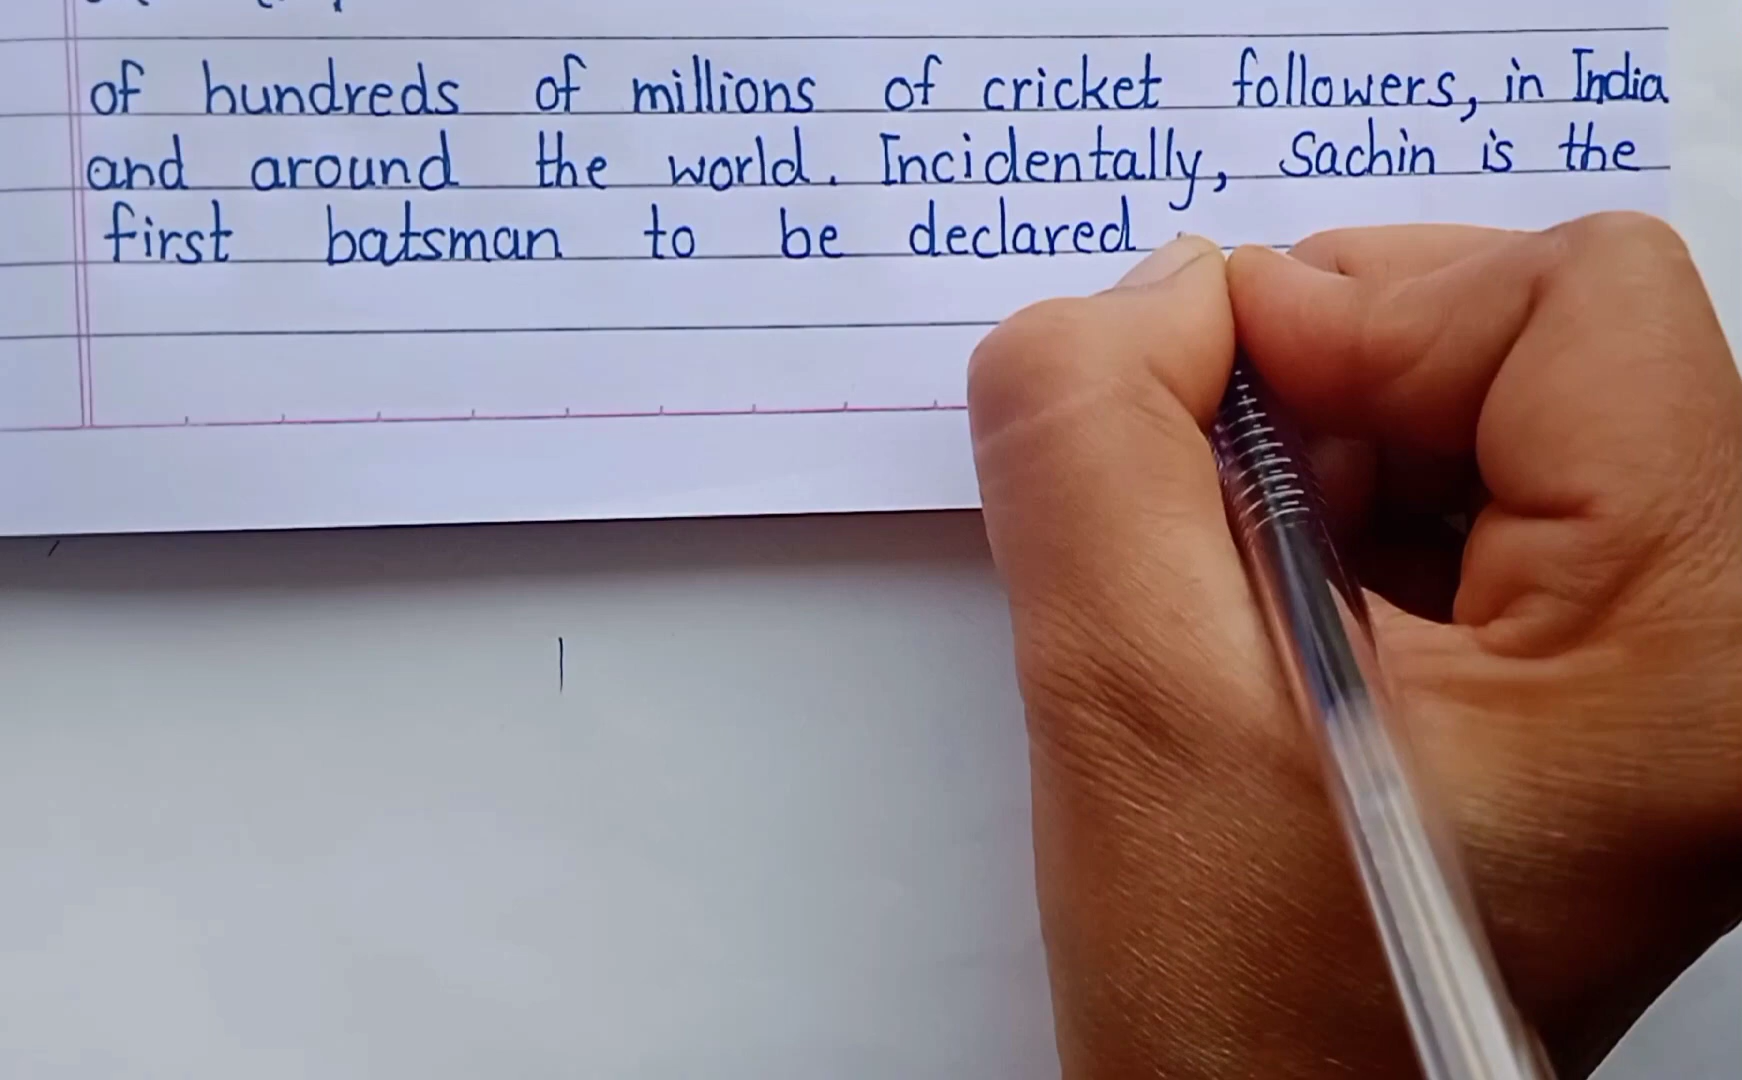 of hundreds of millions of cricket followers, in India
and around the world. Incidentally, Sachin is the
first batsman to be declared